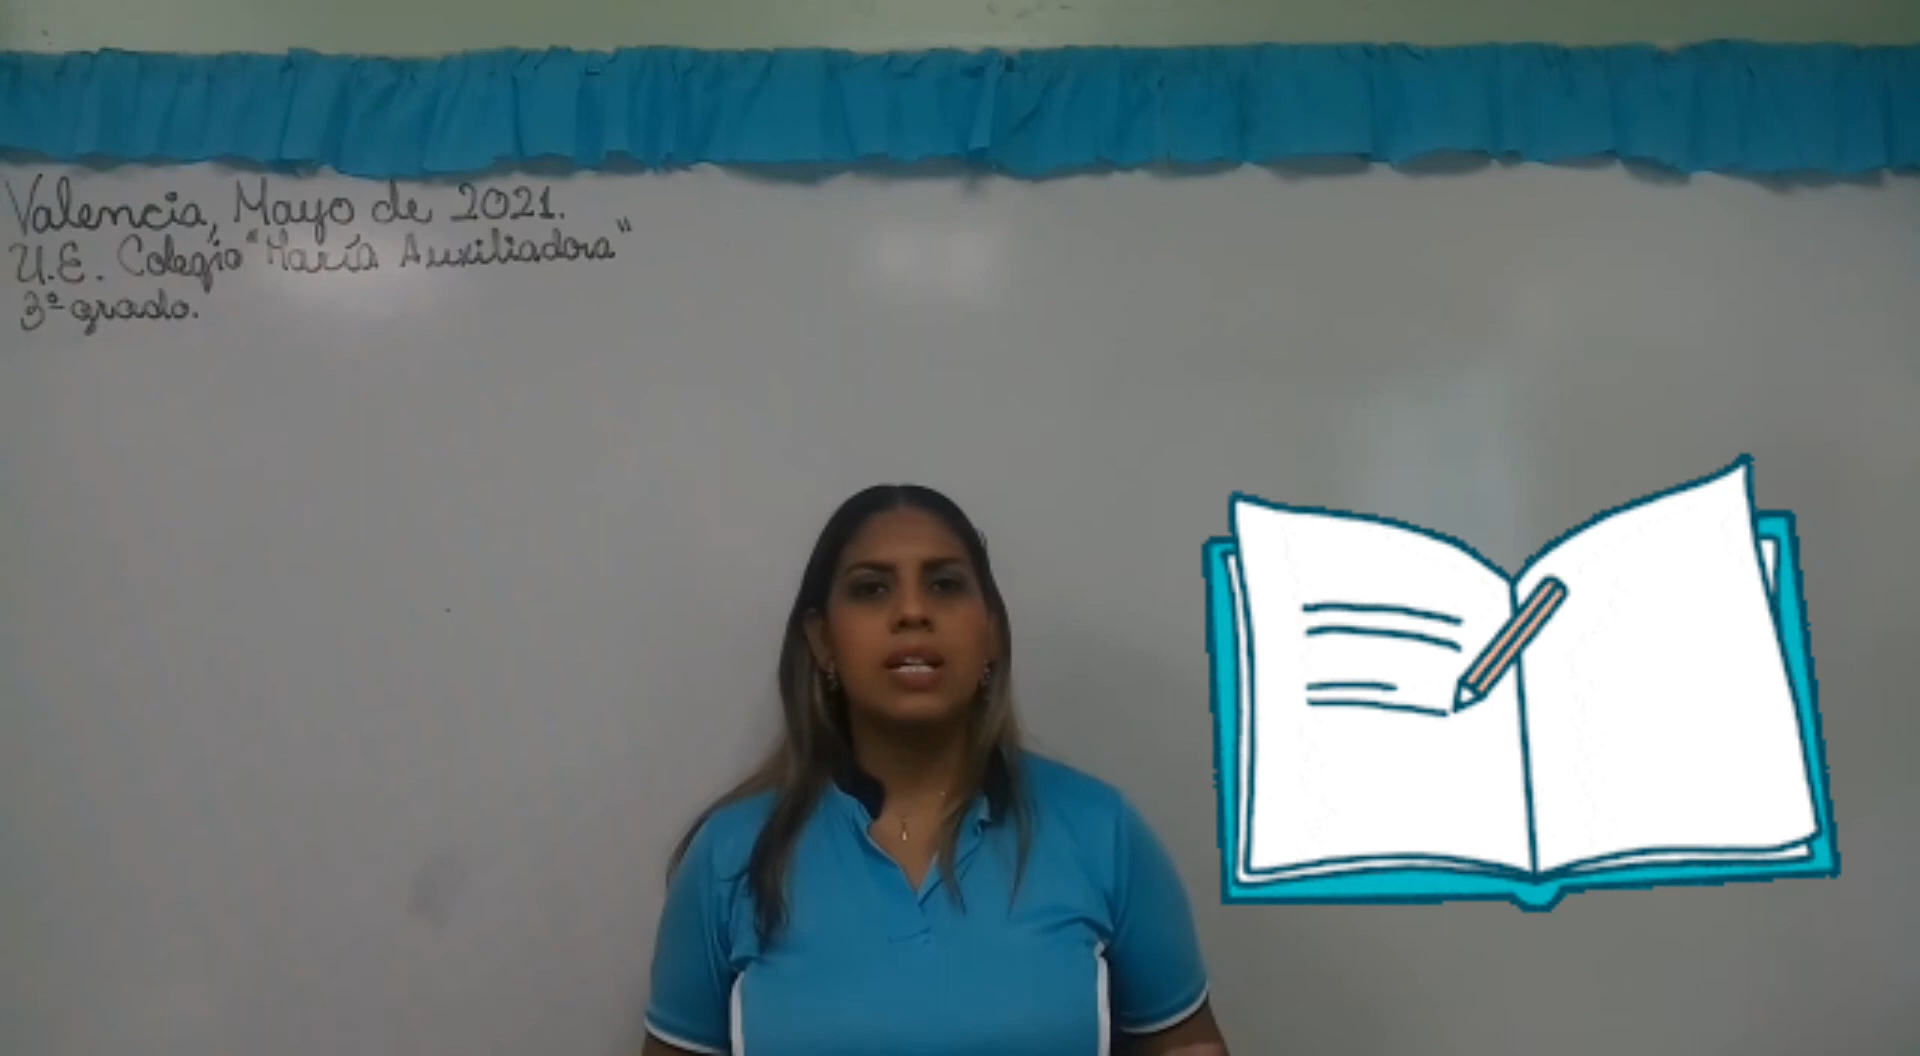 Valencia, Mayo de 2021.
U.E. Colegio "María Auxiliadora"
3º grado.